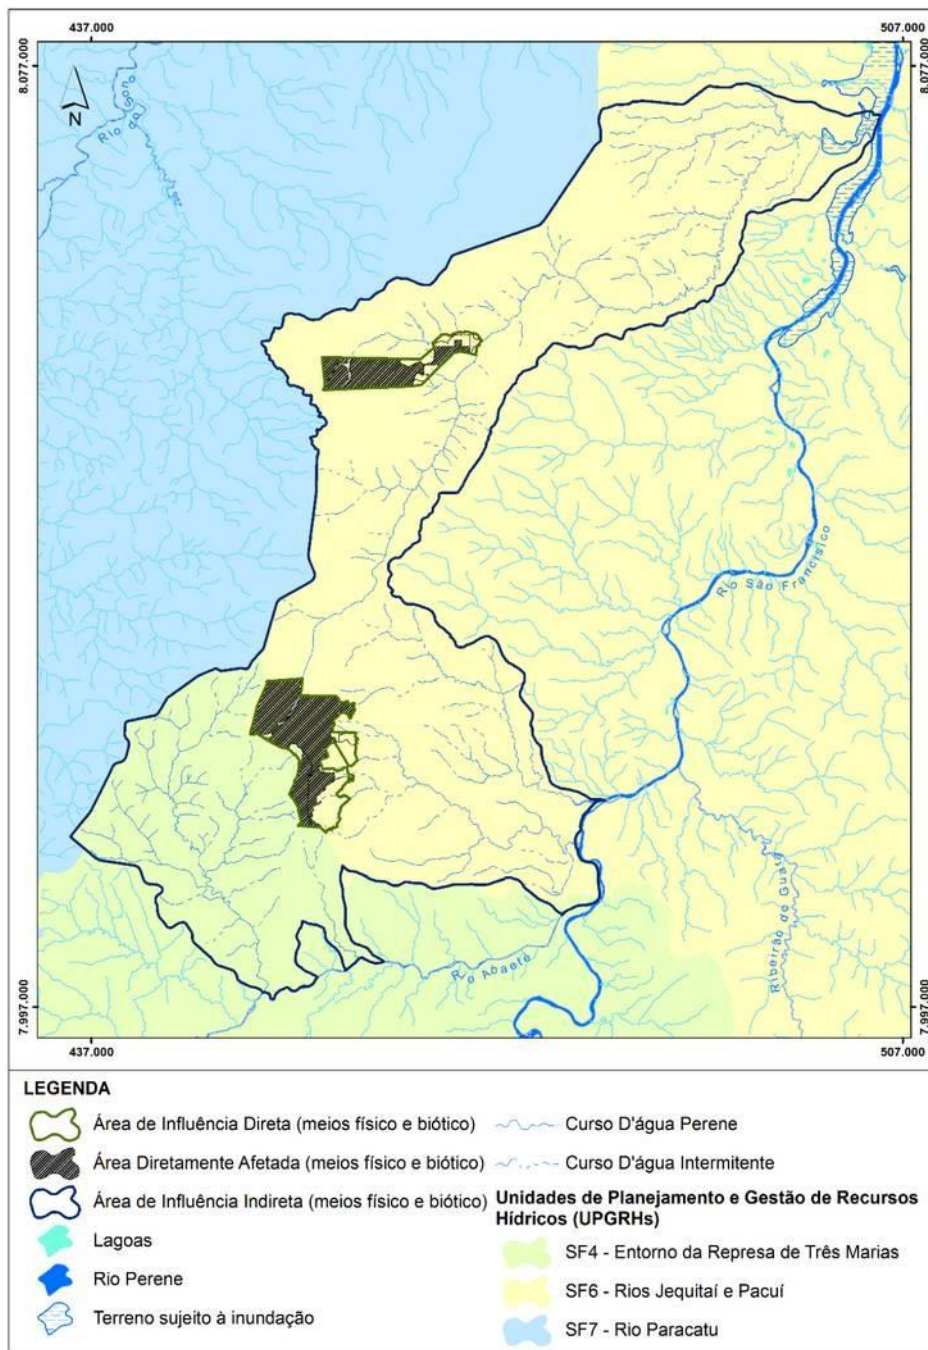 437.000
507.000
8.077.000
8.077.000
N
Rio do Sono
Rio São Francisico
Ribeirão do Guatá
Rio Abaeté
7.997.000
7.997.000
437.000
507.000
LEGENDA
Área de Influência Direta (meios físico e biótico)
Área Diretamente Afetada (meios físico e biótico)
Área de Influência Indireta (meios físico e biótico)
Lagoas
Rio Perene
Terreno sujeito à inundação
Curso D'água Perene
Curso D'água Intermitente
Unidades de Planejamento e Gestão de Recursos
Hídricos (UPGRHs)
SF4 - Entorno da Represa de Três Marias
SF6 - Rios Jequitaí e Pacuí
SF7 - Rio Paracatu